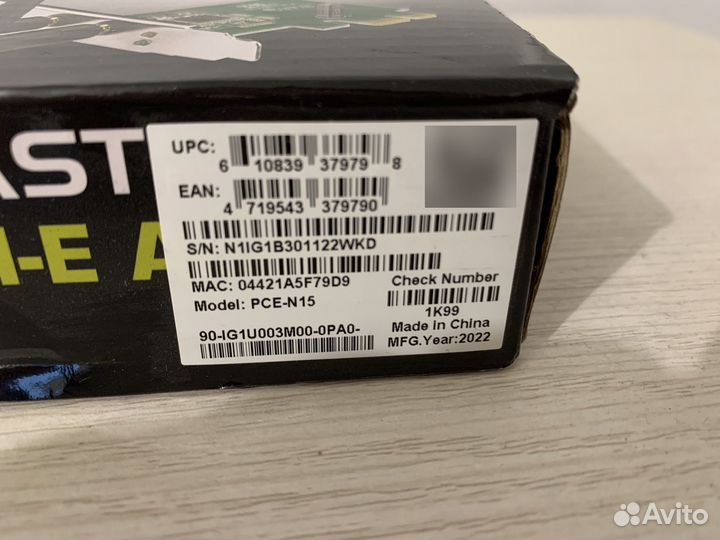 AST
I-E A
UPC:
6 10839 37979 8
EAN:
4 719543 379790
S/N: N1IG1B301122WKD
MAC: 04421A5F79D9
Check Number
Model: PCE-N15
1K99
90-IG1U003M00-0PA0-
Made in China
MFG.Year:2022
Avito